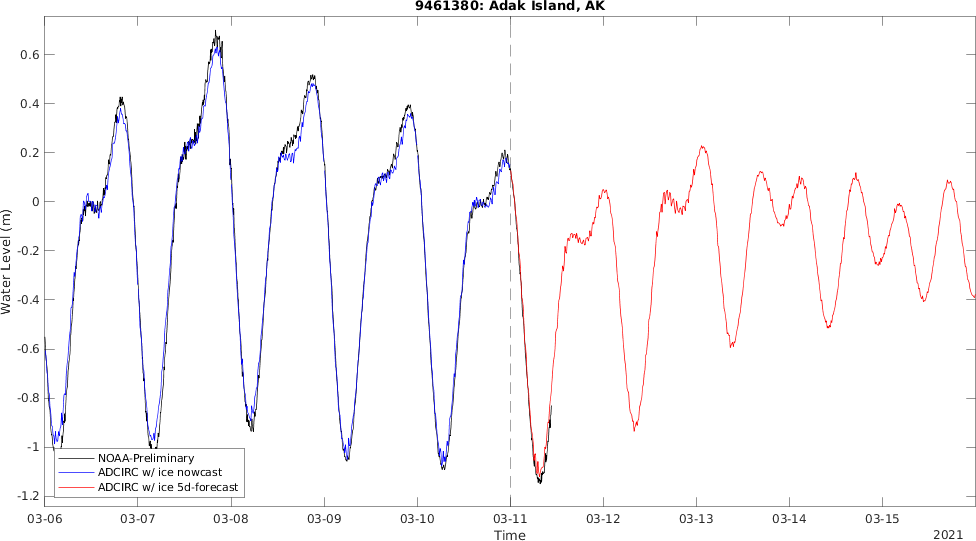 9461380: Adak Island, AK
Water Level (m)
0.6
0.4
0.2
0
-0.2
-0.4
-0.6
-0.8
-1
-1.2
NOAA-Preliminary
ADCIRC w/ ice nowcast
ADCIRC w/ ice 5d-forecast
03-06 03-07 03-08 03-09 03-10 03-11 03-12 03-13 03-14 03-15
Time
2021